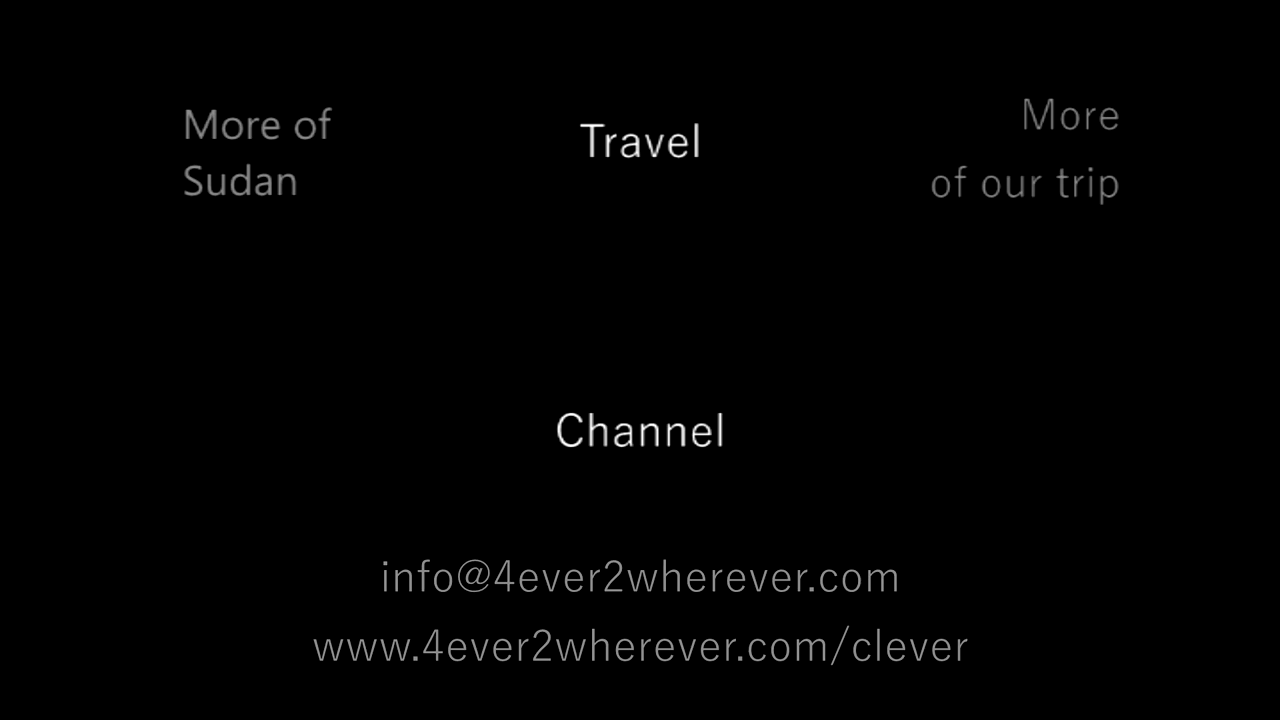 More of
Sudan
Travel
More
of our trip
Channel
info@4ever2wherever.com
www.4ever2wherever.com/clever